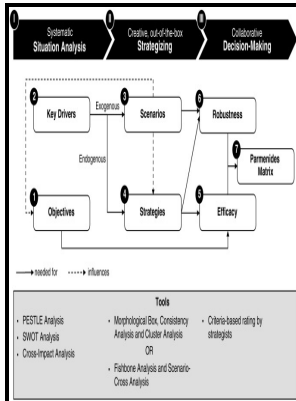 I
Systematic
Situation Analysis
II
Creative, out-of-the box
Strategizing
III
Collaborative
Decision-Making
2
Key Drivers
Exogenous
3
Scenarios
6
Robustness
Endogenous
7
Parmenides
Matrix
1
Objectives
4
Strategies
5
Efficacy
needed for
influences
Tools
• PESTLE Analysis
• SWOT Analysis
• Cross-Impact Analysis
• Morphological Box, Consistency
Analysis and Cluster Analysis
OR
• Fishbone Analysis and Scenario-
Cross Analysis
• Criteria-based rating by
strategists